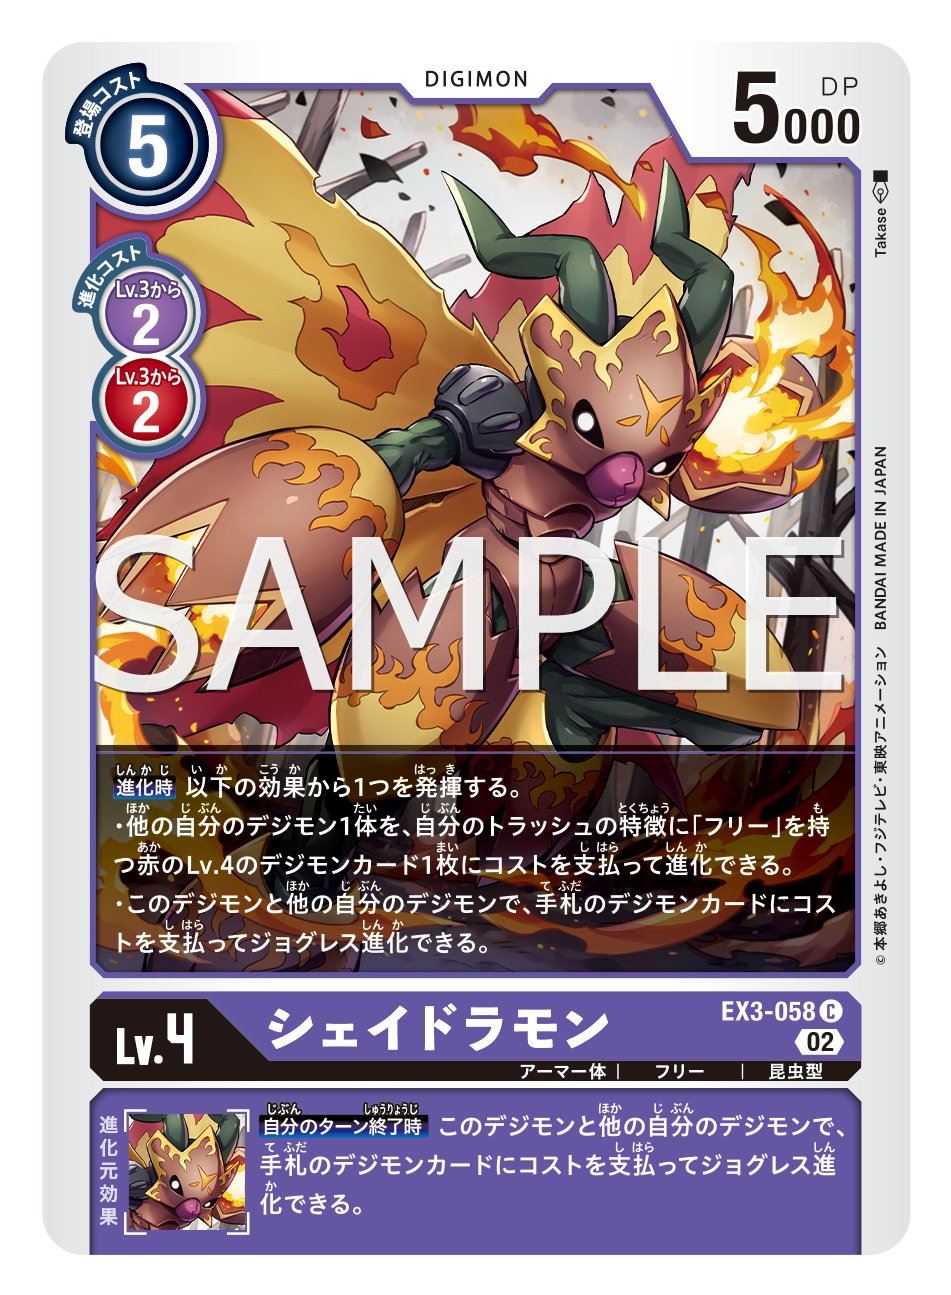 DIGIMON
登場コスト
5
5000
DP
進化コスト
Lv.3から
2
Lv.3から
2
Takase
SAMPLE
進化時 以下の効果から1つを発揮する。
・他の自分のデジモン1体を、自分のトラッシュの特徴に「フリー」を持
つ赤のLv.4のデジモンカード1枚にコストを支払って進化できる。
・このデジモンと他の自分のデジモンで、手札のデジモンカードにコス
トを支払ってジョグレス進化できる。
©本郷あきよし・フジテレビ・東映アニメーション BANDAI MADE IN JAPAN
Lv.4
シェイドラモン
EX3-058 C
02
アーマー体 | フリー | 昆虫型
進化元効果
自分のターン終了時 このデジモンと他の自分のデジモンで、
手札のデジモンカードにコストを支払ってジョグレス進
化できる。